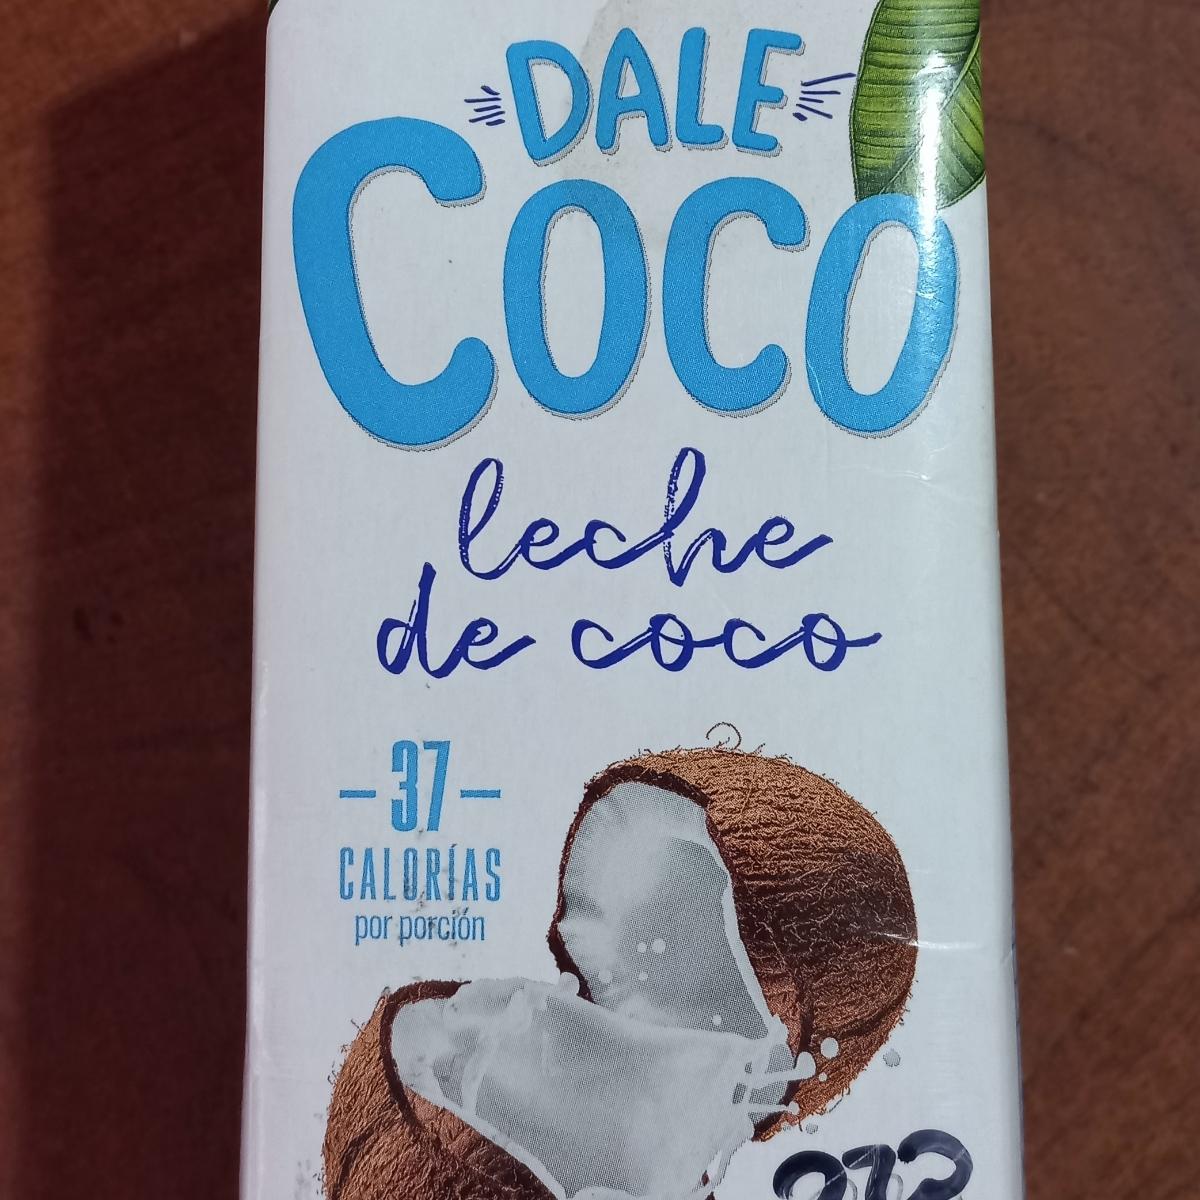 DALE
COCO
leche
de coco
37
CALORÍAS
por porción